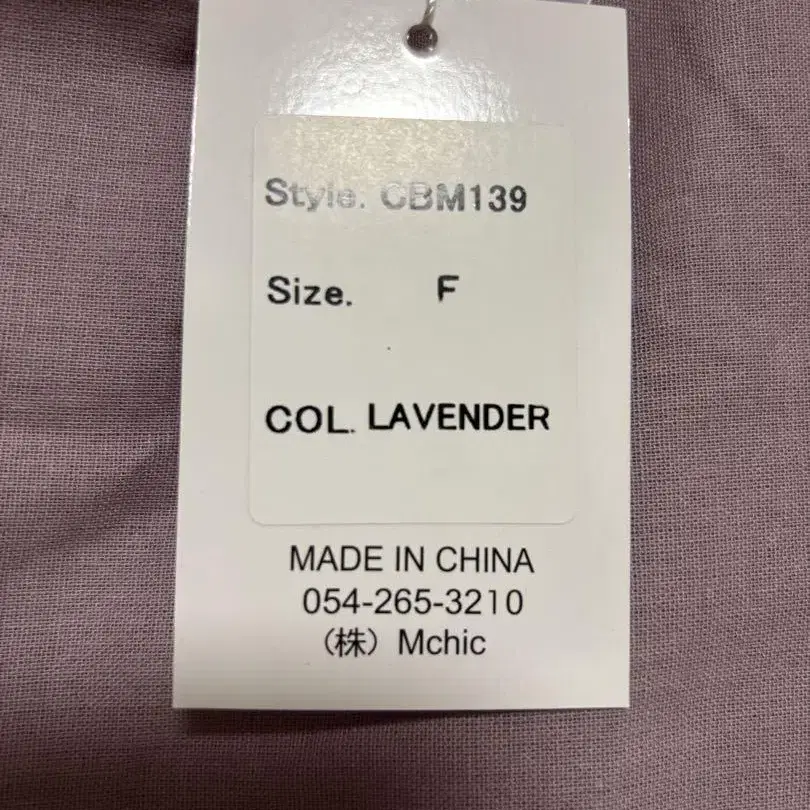 Style. CBM139
Size. F
COL. LAVENDER
MADE IN CHINA
054-265-3210
（株）Mchic